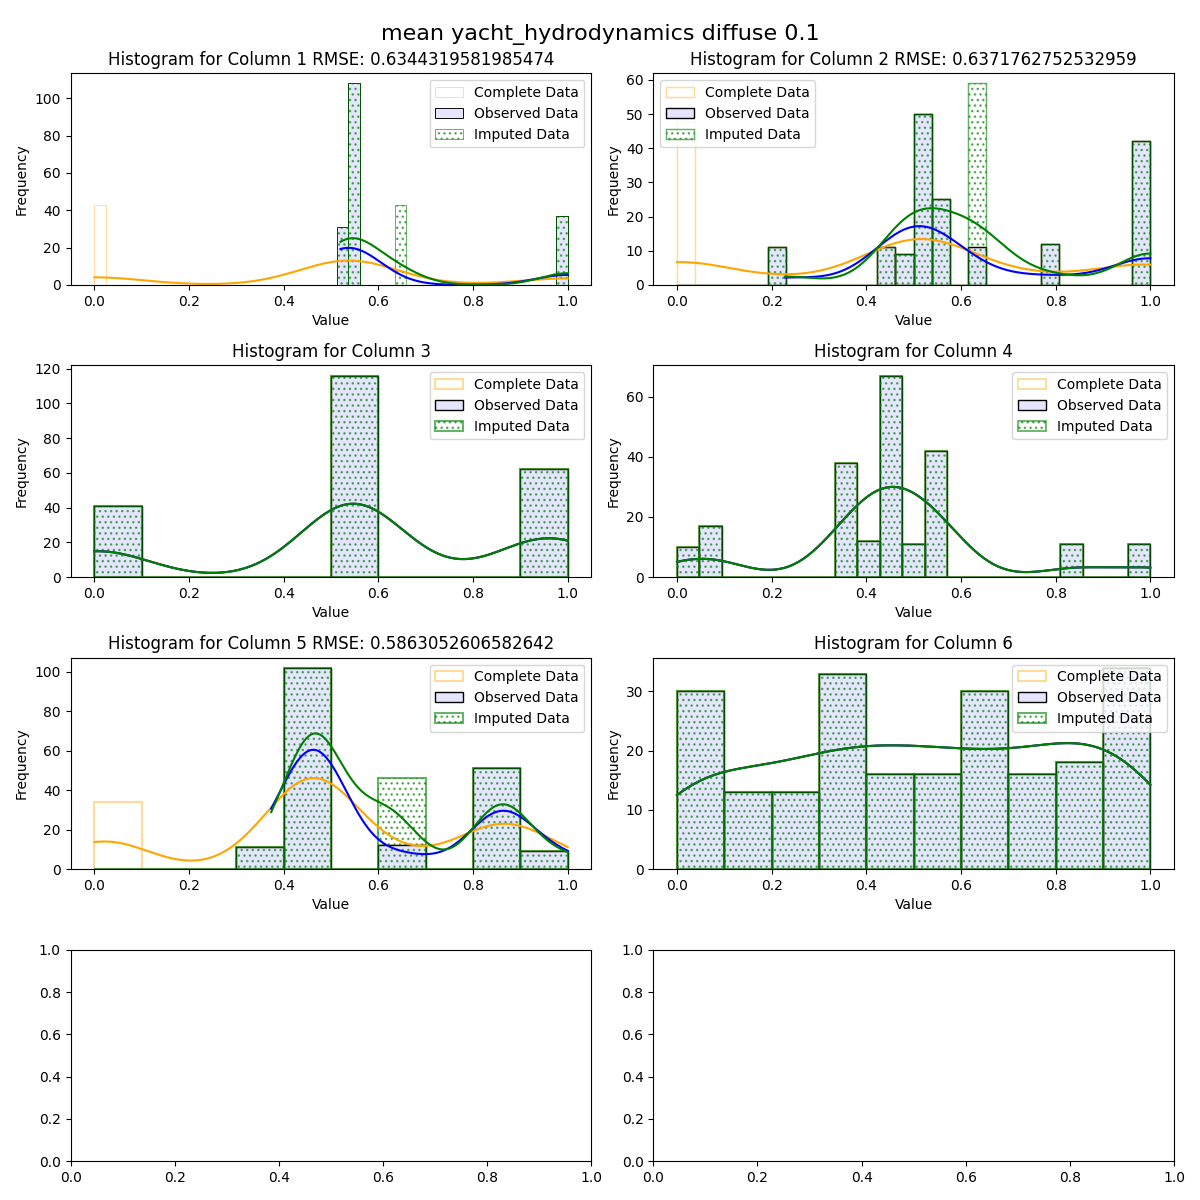 mean yacht_hydrodynamics diffuse 0.1
Histogram for Column 1 RMSE: 0.6344319581985474
Complete Data
Observed Data
Imputed Data
Frequency
100
80
60
40
20
0
0.0 0.2 0.4 0.6 0.8 1.0
Value
Histogram for Column 2 RMSE: 0.6371762752532959
Complete Data
Observed Data
Imputed Data
Frequency
60
50
40
30
20
10
0
0.0 0.2 0.4 0.6 0.8 1.0
Value
Histogram for Column 3
Complete Data
Observed Data
Imputed Data
Frequency
120
100
80
60
40
20
0
0.0 0.2 0.4 0.6 0.8 1.0
Value
Histogram for Column 4
Complete Data
Observed Data
Imputed Data
Frequency
60
40
20
0
0.0 0.2 0.4 0.6 0.8 1.0
Value
Histogram for Column 5 RMSE: 0.5863052606582642
Complete Data
Observed Data
Imputed Data
Frequency
100
80
60
40
20
0
0.0 0.2 0.4 0.6 0.8 1.0
Value
Histogram for Column 6
Complete Data
Observed Data
Imputed Data
Frequency
30
20
10
0
0.0 0.2 0.4 0.6 0.8 1.0
Value
1.0
0.8
0.6
0.4
0.2
0.0
0.0 0.2 0.4 0.6 0.8 1.0
1.0
0.8
0.6
0.4
0.2
0.0
0.0 0.2 0.4 0.6 0.8 1.0